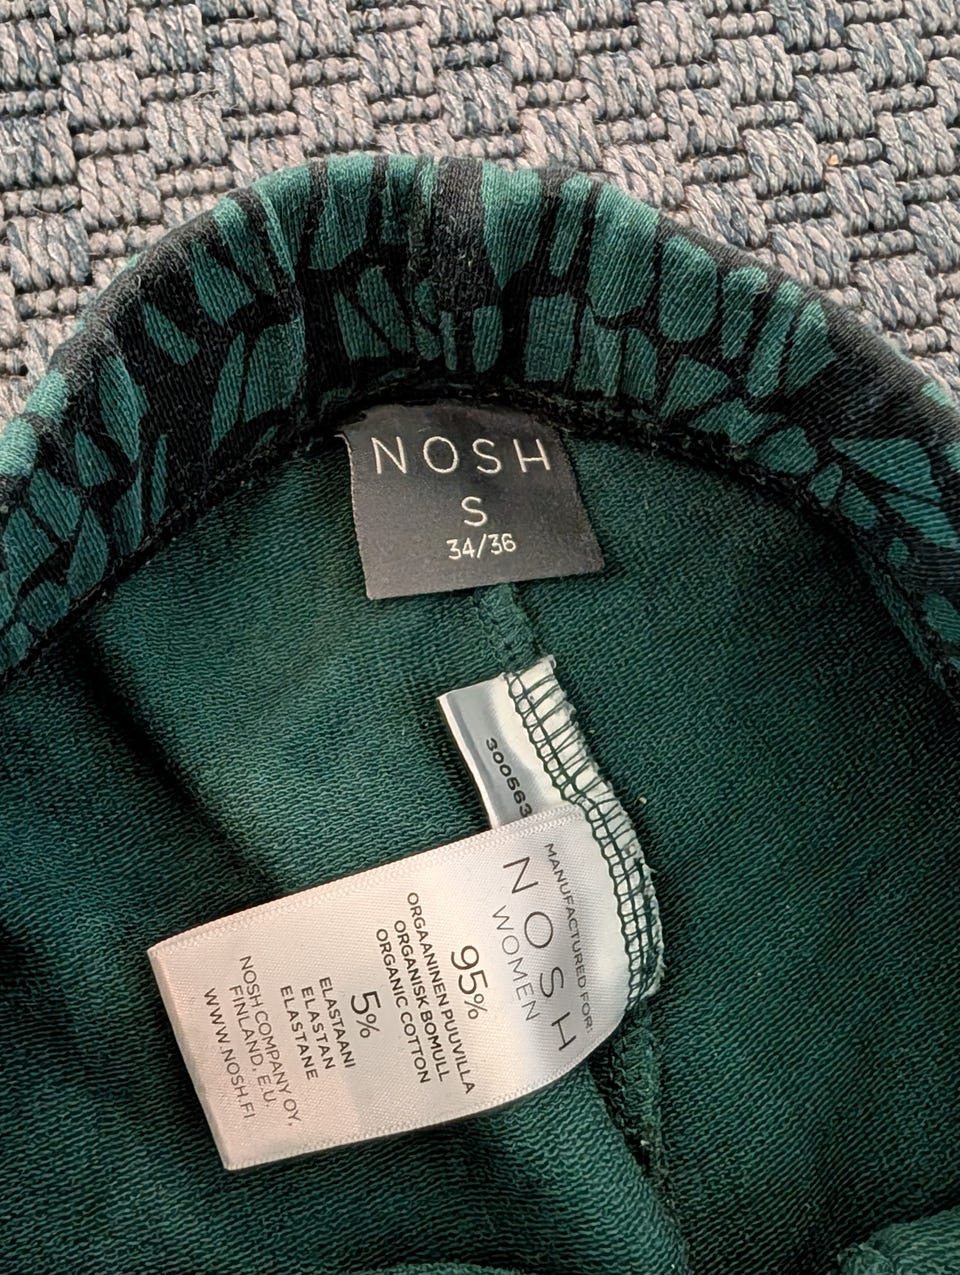 NOSH
S
34/36
300563
MANUFACTURED FOR:
NOSH
WOMEN
95%
ORGAANINEN PUUVILLA
ORGANISK BOMULL
ORGANIC COTTON
5%
ELASTAANI
ELASTAN
ELASTANE
NOSH COMPANY OY,
FINLAND, E.U.
WWW.NOSH.FI